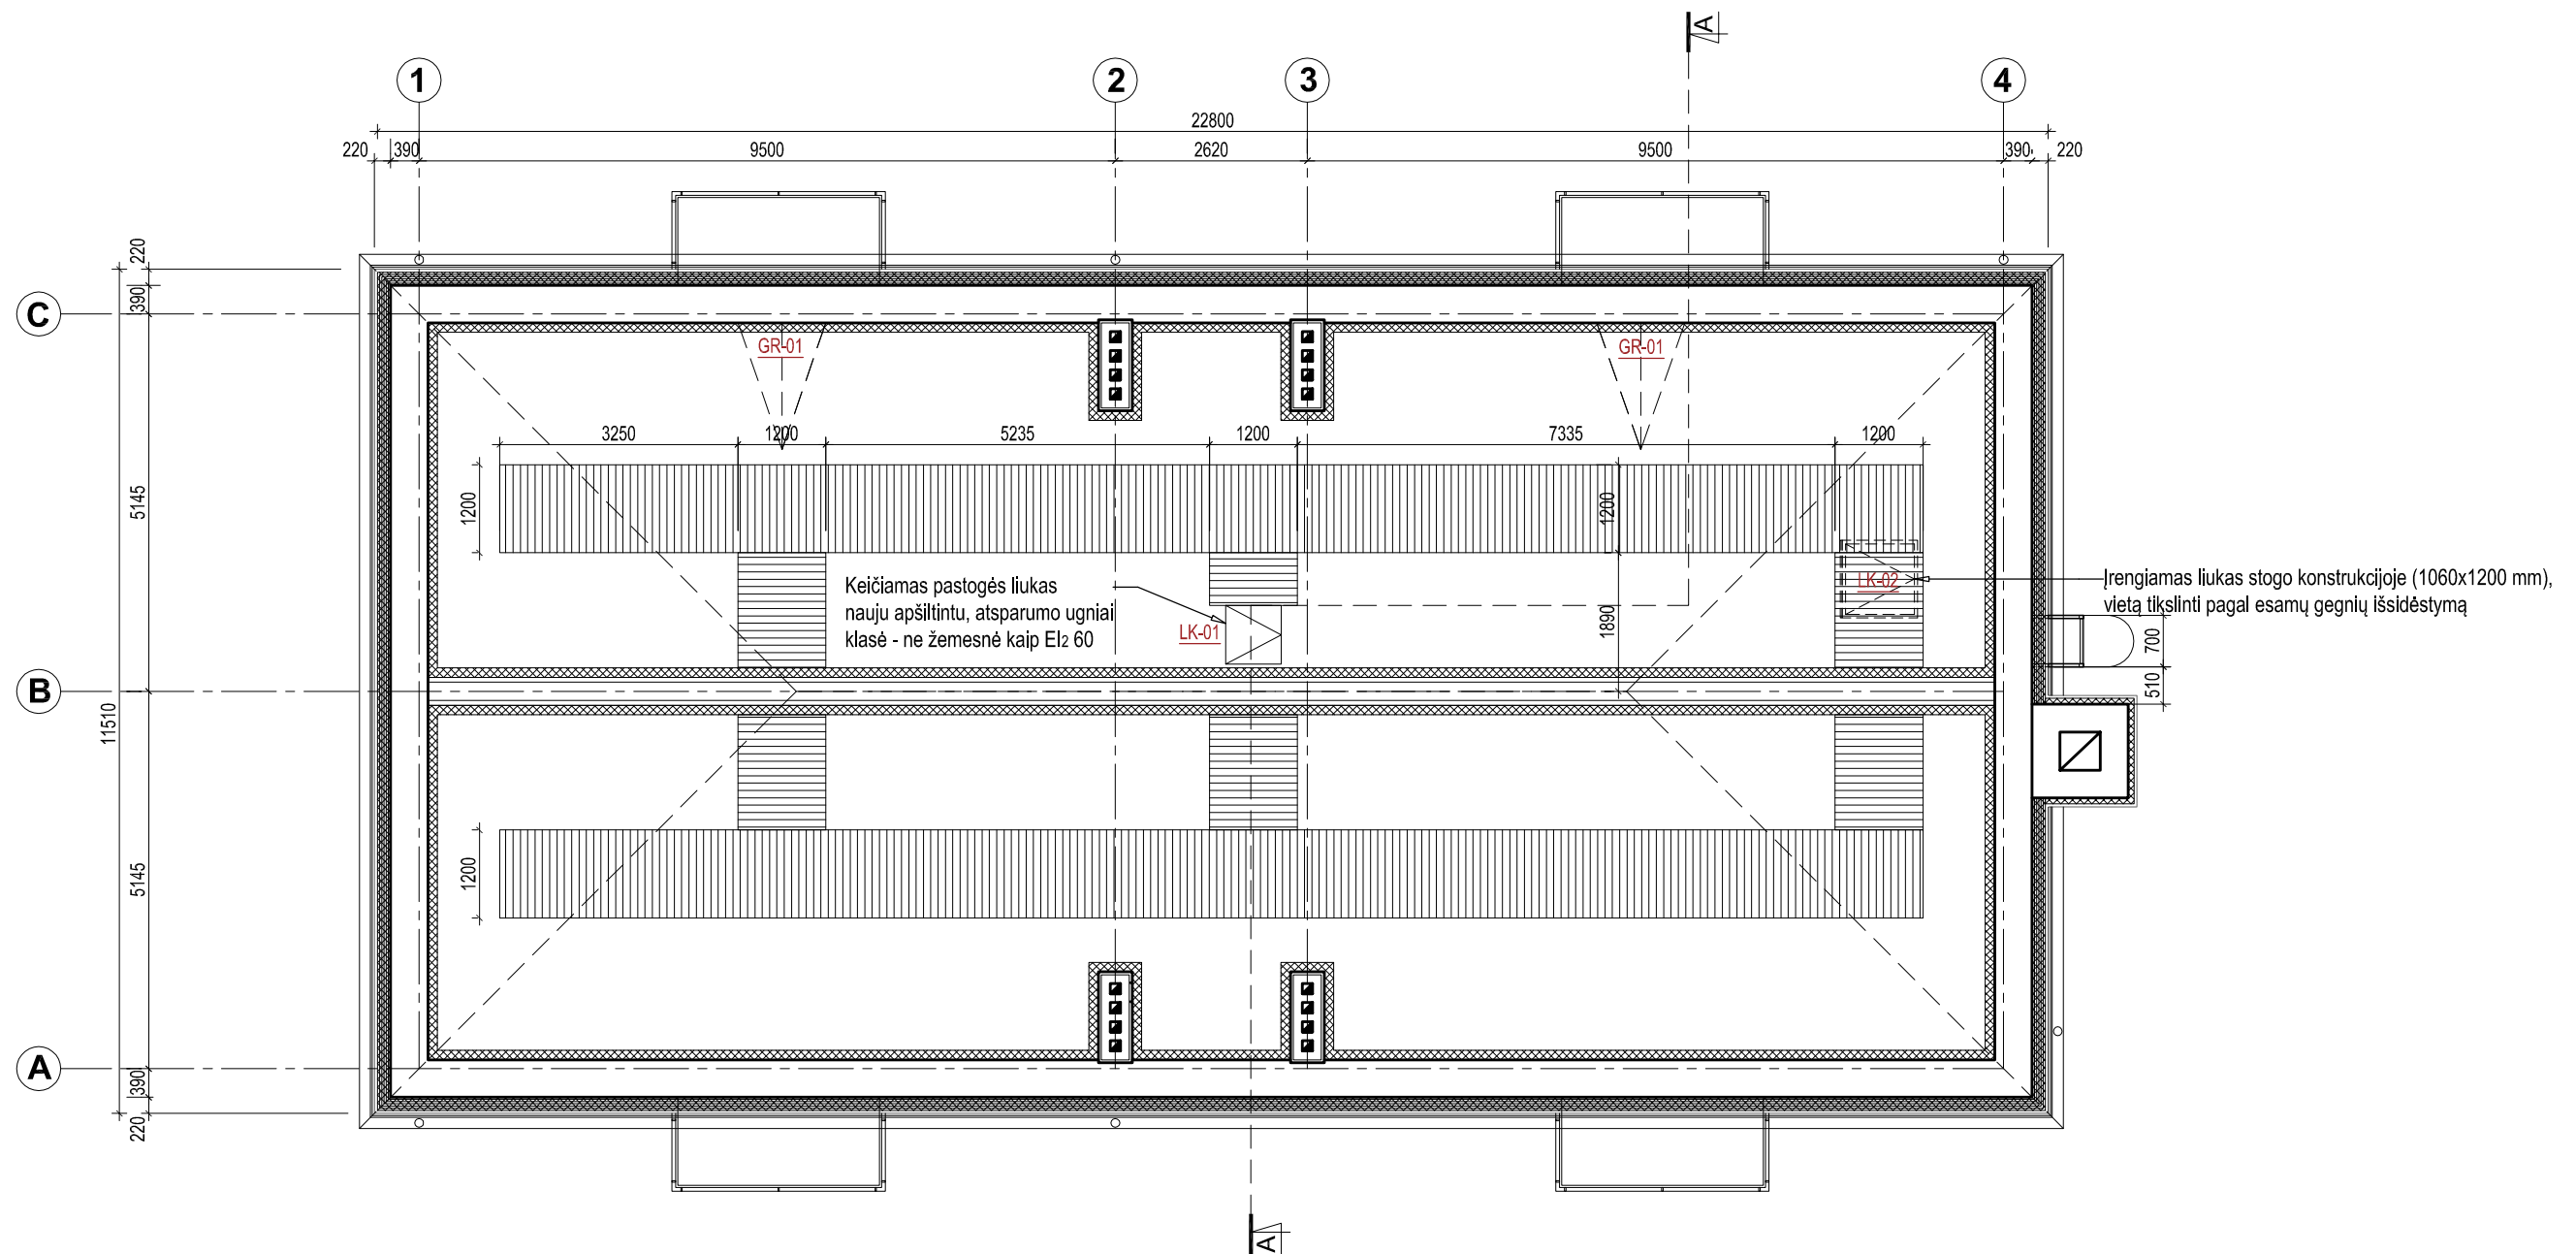 A
1
2
3
4
22800
220
390
9500
2620
9500
390
220
220
390
C
GR-01
GR-01
3250
1200
5235
1200
7335
1200
5145
1200
1200
Keičiamas pastogės liukas
nauju apšiltintu, atsparumo ugniai
klasė - ne žemesnė kaip EI2 60
LK-01
1890
LK-02
Įrengiamas liukas stogo konstrukcijoje (1060x1200 mm),
vietą tikslinti pagal esamų gegnių išsidėstymą
700
510
B
11510
5145
1200
A
390
220
A